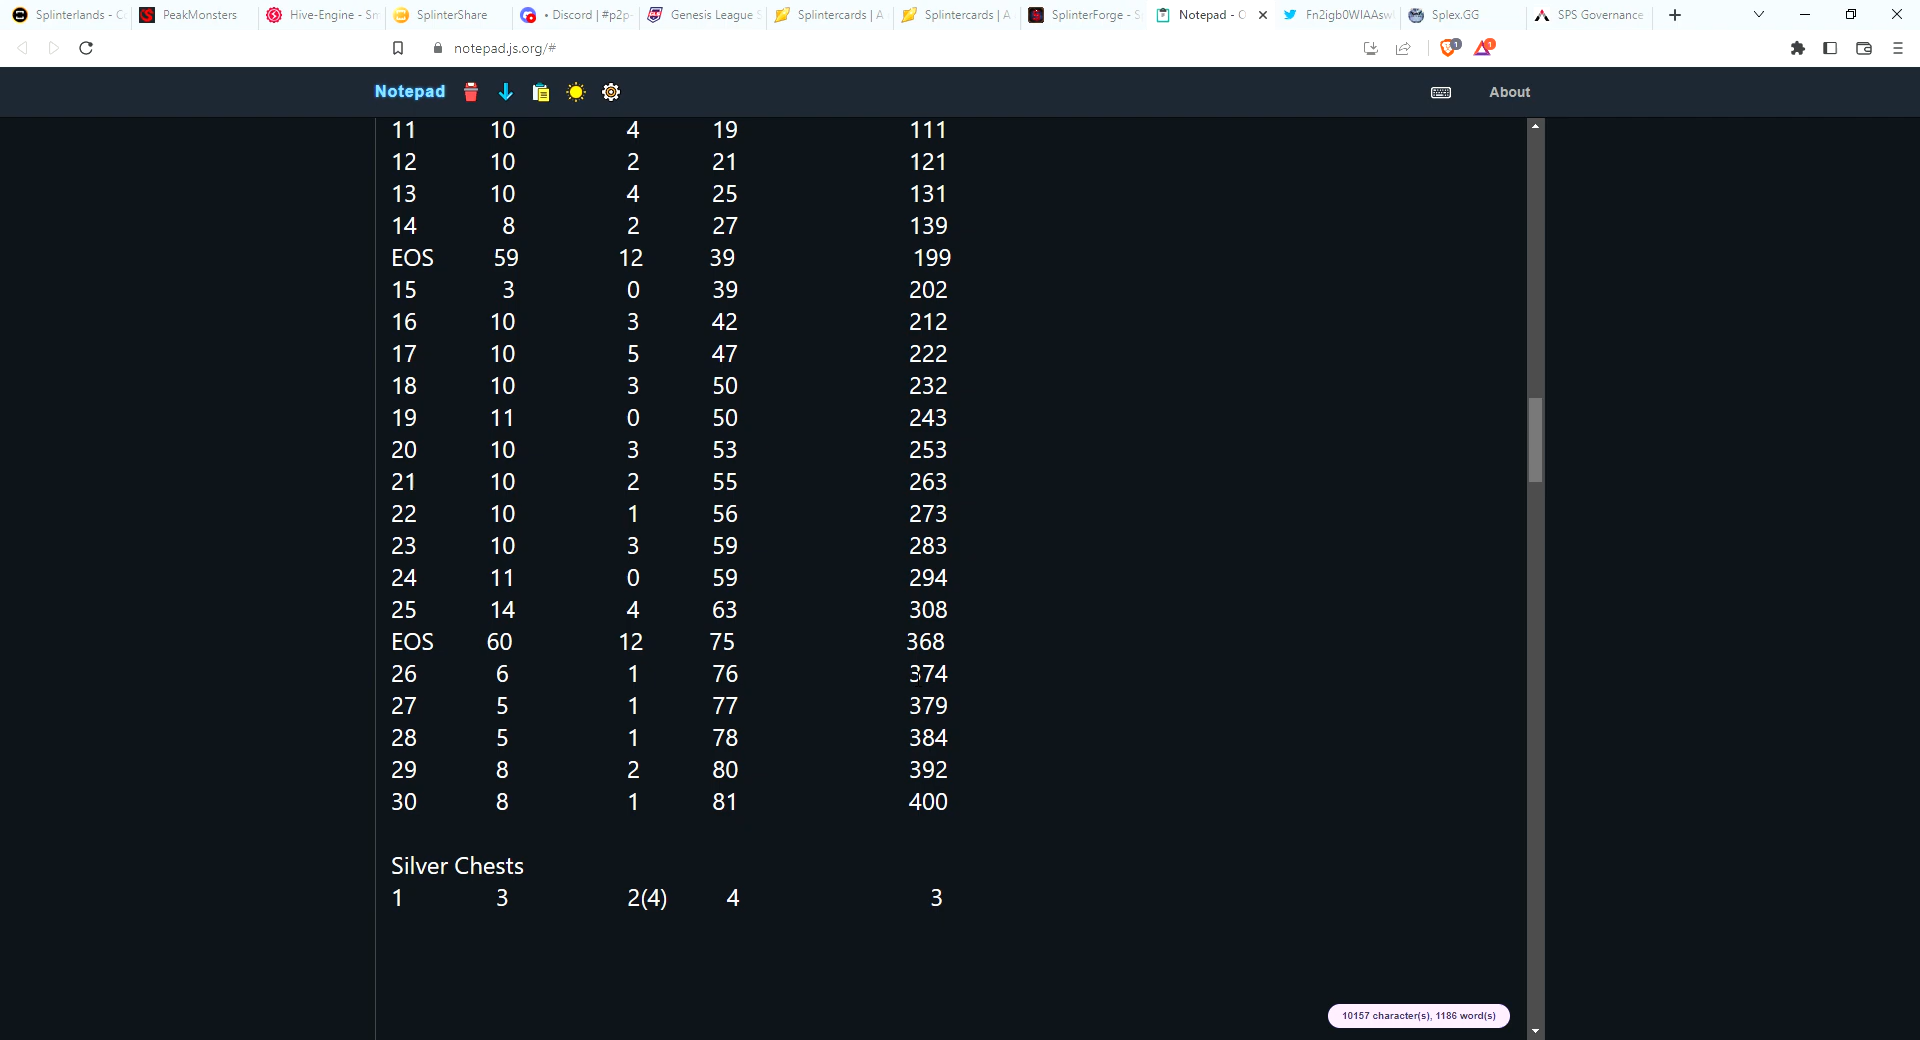 Splinterlands - C
PeakMonsters
Hive-Engine - Sm
SplinterShare
• Discord | #p2p-
Genesis League S
Splintercards | A
Splintercards | A
SplinterForge - S
Notepad - O
Fn2igb0WIAAsw
Splex.GG
SPS Governance
notepad.js.org/#
1
1
Notepad
About
11 10 4 19 111
12 10 2 21 121
13 10 4 25 131
14 8 2 27 139
EOS 59 12 39 199
15 3 0 39 202
16 10 3 42 212
17 10 5 47 222
18 10 3 50 232
19 11 0 50 243
20 10 3 53 253
21 10 2 55 263
22 10 1 56 273
23 10 3 59 283
24 11 0 59 294
25 14 4 63 308
EOS 60 12 75 368
26 6 1 76 374
27 5 1 77 379
28 5 1 78 384
29 8 2 80 392
30 8 1 81 400
Silver Chests
1 3 2(4) 4 3
10157 character(s), 1186 word(s)